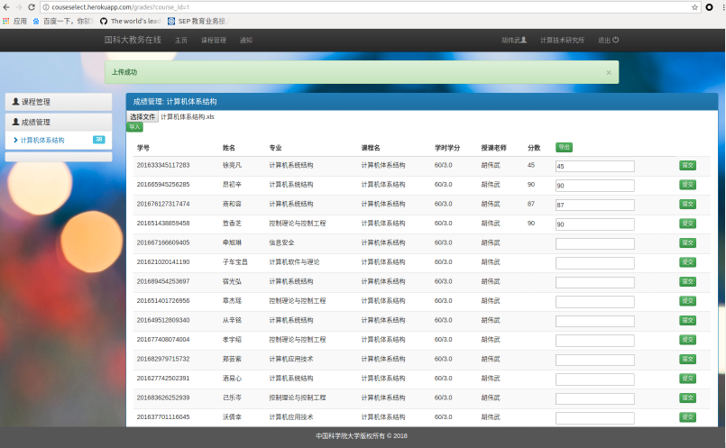 couseselect.herokuapp.com/grades?course_id=1
应用 百度一下，你就 The world's lead SEP 教育业务接
国科大教务在线 主页 课程管理 通知 胡伟武 计算技术研究所 退出
上传成功 ×
课程管理
成绩管理
计算机体系结构
成绩管理: 计算机体系结构
选择文件 计算机体系结构.xls
导入
学号 姓名 专业 课程名 学时学分 授课老师 分数 导出
201633345117283 徐亮凡 计算机系统结构 计算机体系结构 60/3.0 胡伟武 45 45 提交
201665945256285 昂初辛 计算机系统结构 计算机体系结构 60/3.0 胡伟武 90 90 提交
201676127317474 容和容 计算机系统结构 计算机体系结构 60/3.0 胡伟武 87 87 提交
201651438859458 控制理论与控制工程 计算机体系结构 60/3.0 胡伟武 90 90 提交
201667166609405 信息安全 计算机体系结构 60/3.0 胡伟武 提交
201621020141190 子车宝昌 计算机软件与理论 计算机体系结构 60/3.0 胡伟武 提交
201689454253697 宿光弘 计算机系统结构 计算机体系结构 60/3.0 胡伟武 提交
201651401726956 章杰瑶 控制理论与控制工程 计算机体系结构 60/3.0 胡伟武 提交
201649512809340 从辛铭 计算机系统结构 计算机体系结构 60/3.0 胡伟武 提交
201677408074004 孝宇绍 控制理论与控制工程 计算机体系结构 60/3.0 胡伟武 提交
201682979715732 郑芸紫 计算机应用技术 计算机体系结构 60/3.0 胡伟武 提交
201627742502391 酒易心 计算机系统结构 计算机体系结构 60/3.0 胡伟武 提交
201683626252939 己乐岑 控制理论与控制工程 计算机体系结构 60/3.0 胡伟武 提交
201637701116045 沃倩幸 计算机应用技术 计算机体系结构 60/3.0 胡伟武 提交
中国科学院大学版权所有 © 2018